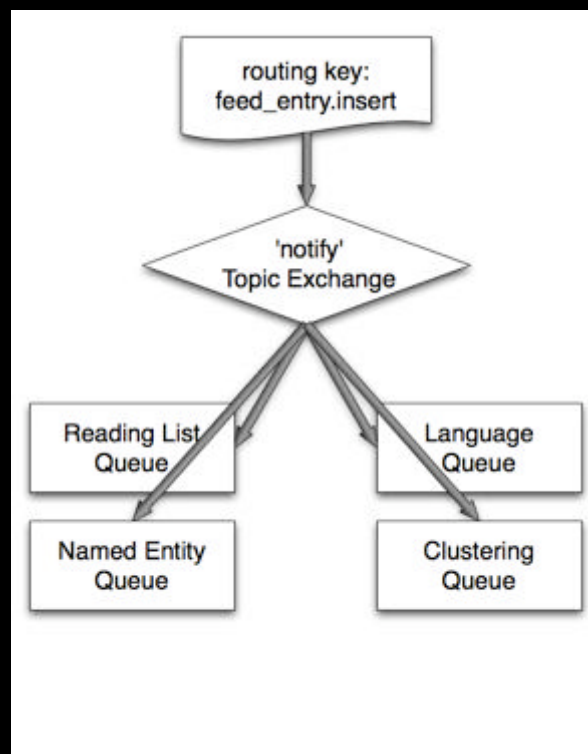 routing key:
feed_entry.insert
'notify'
Topic Exchange
Reading List
Queue
Language
Queue
Named Entity
Queue
Clustering
Queue